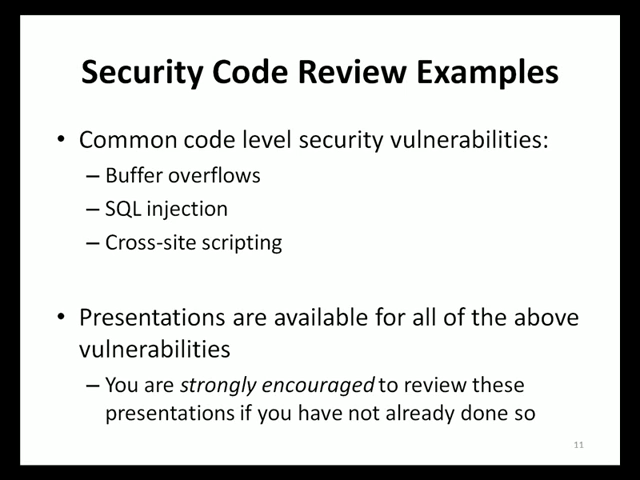 Security Code Review Examples
• Common code level security vulnerabilities:
– Buffer overflows
– SQL injection
– Cross-site scripting
• Presentations are available for all of the above
vulnerabilities
– You are strongly encouraged to review these
presentations if you have not already done so
11